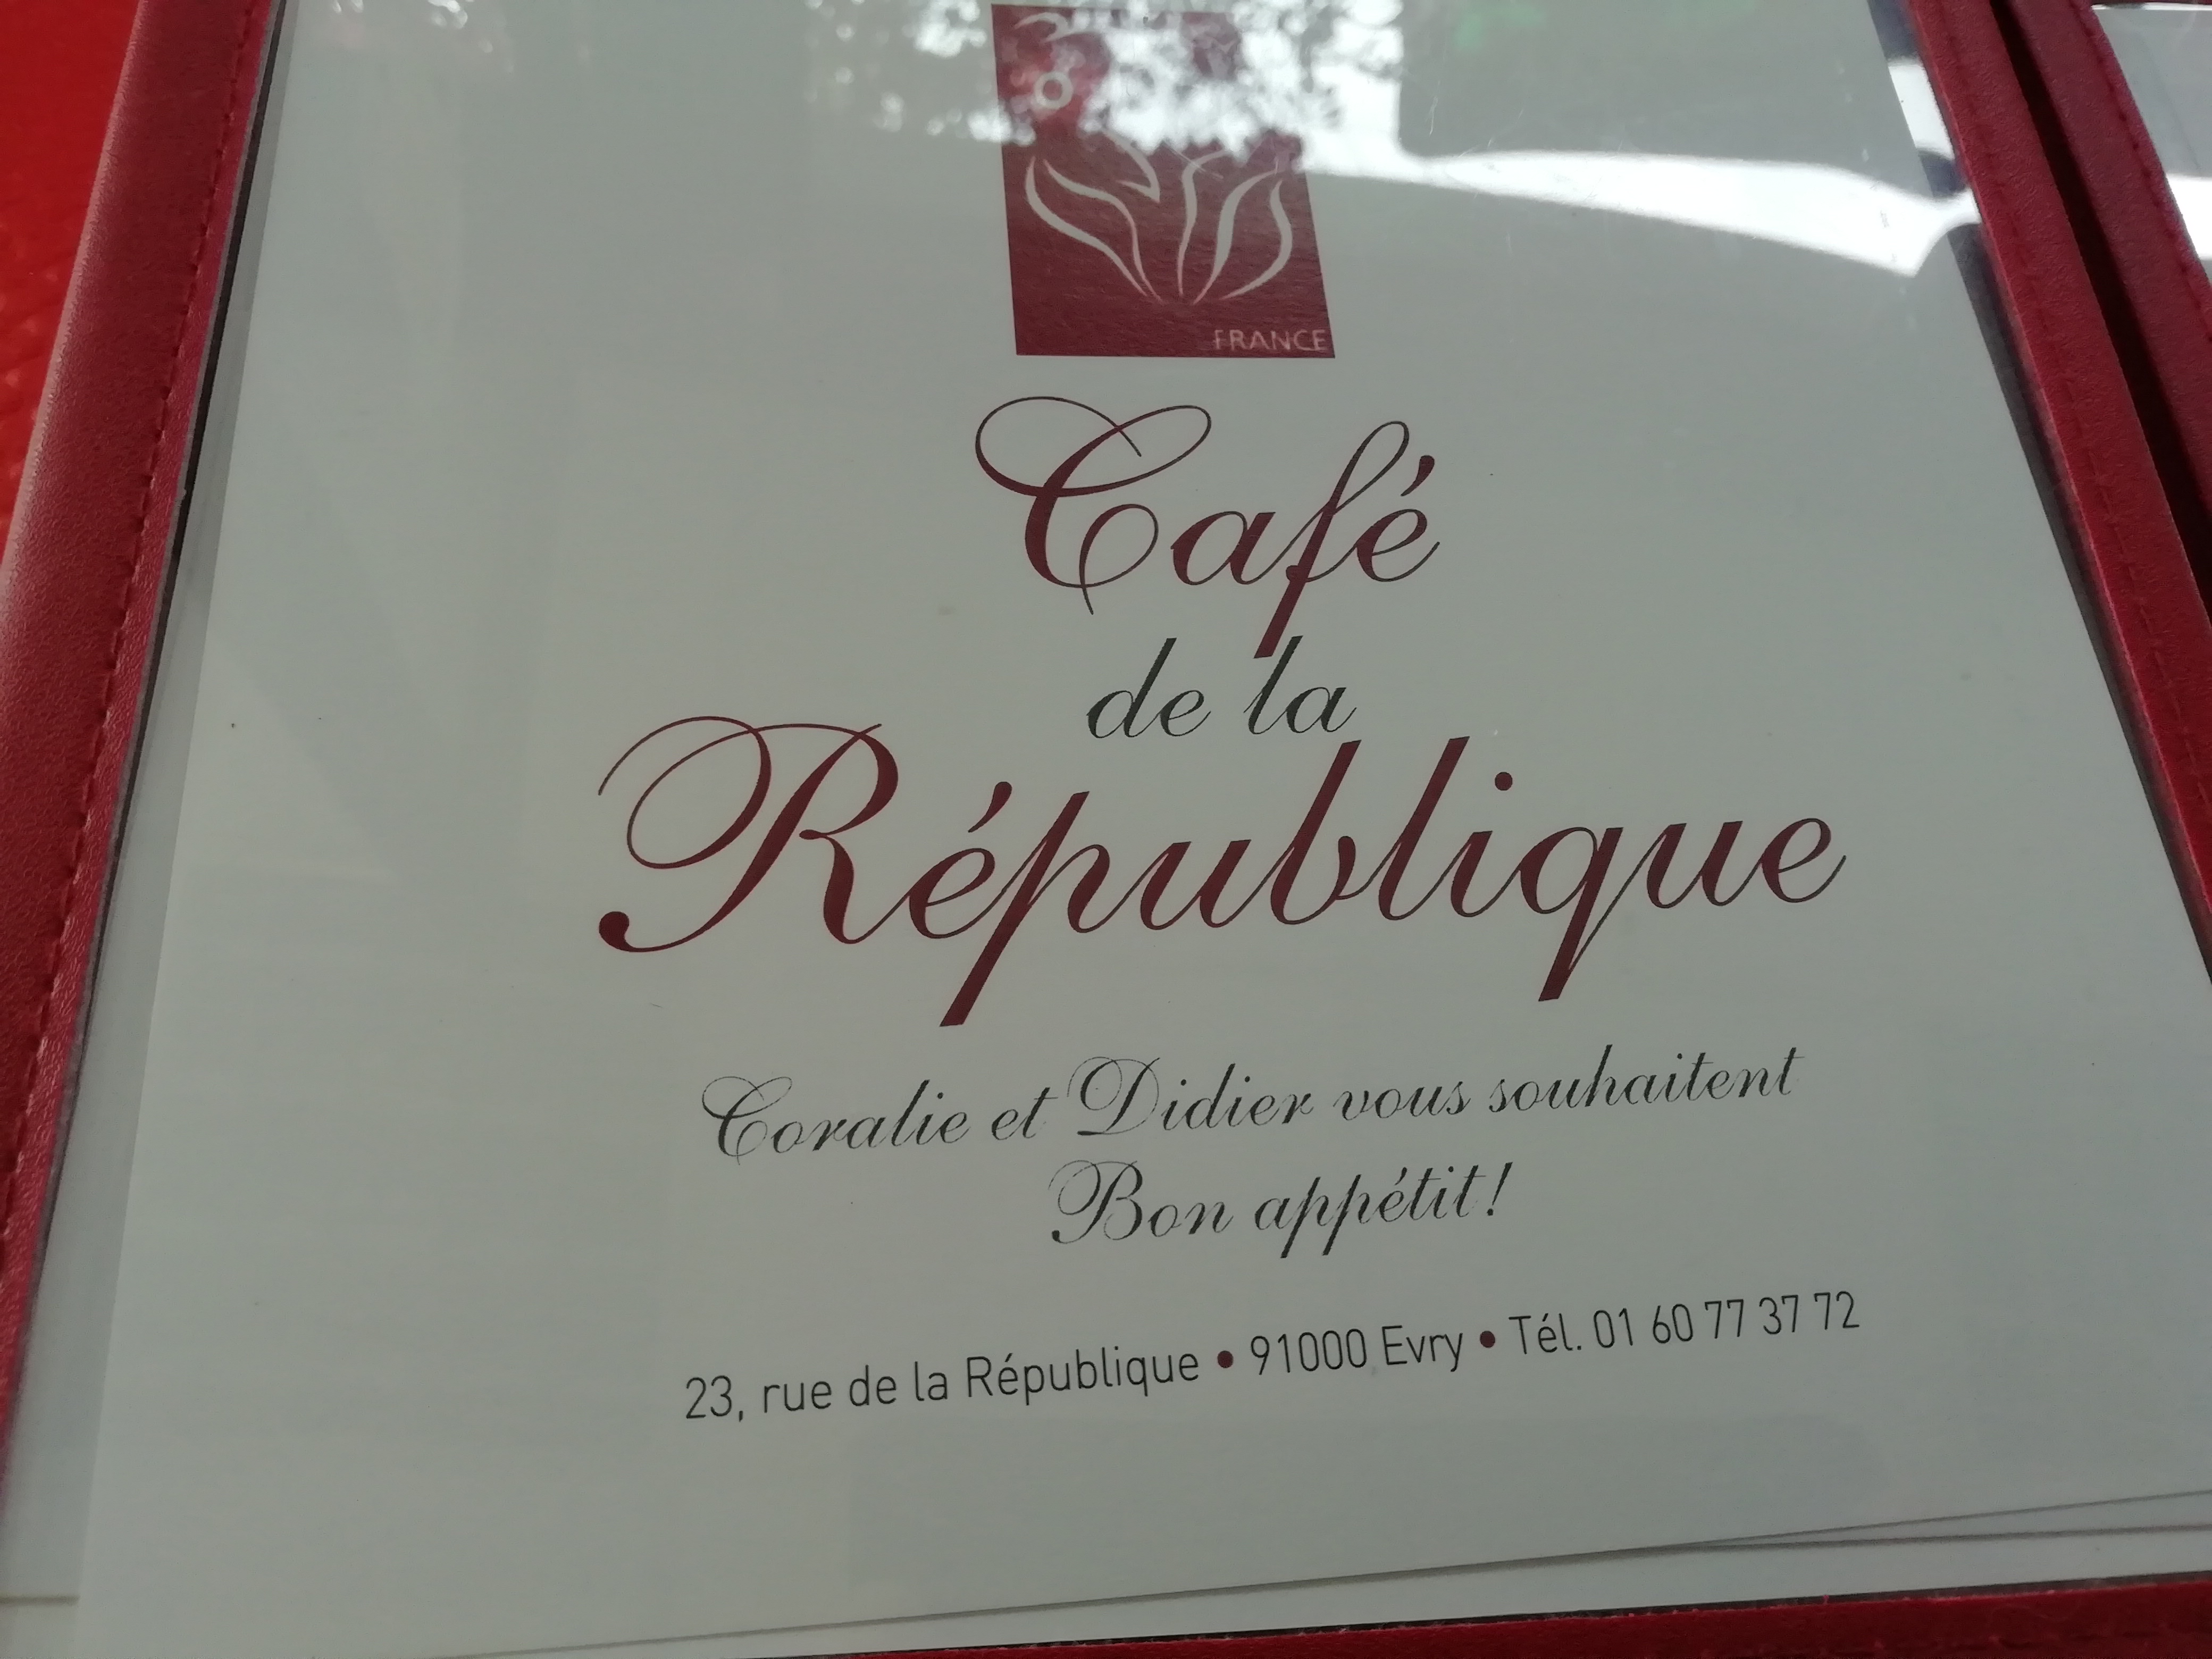 FRANCE
Café
de la
République
Coralie et Didier vous souhaitent
Bon appétit!
23, rue de la République • 91000 Evry • Tél. 01 60 77 37 72